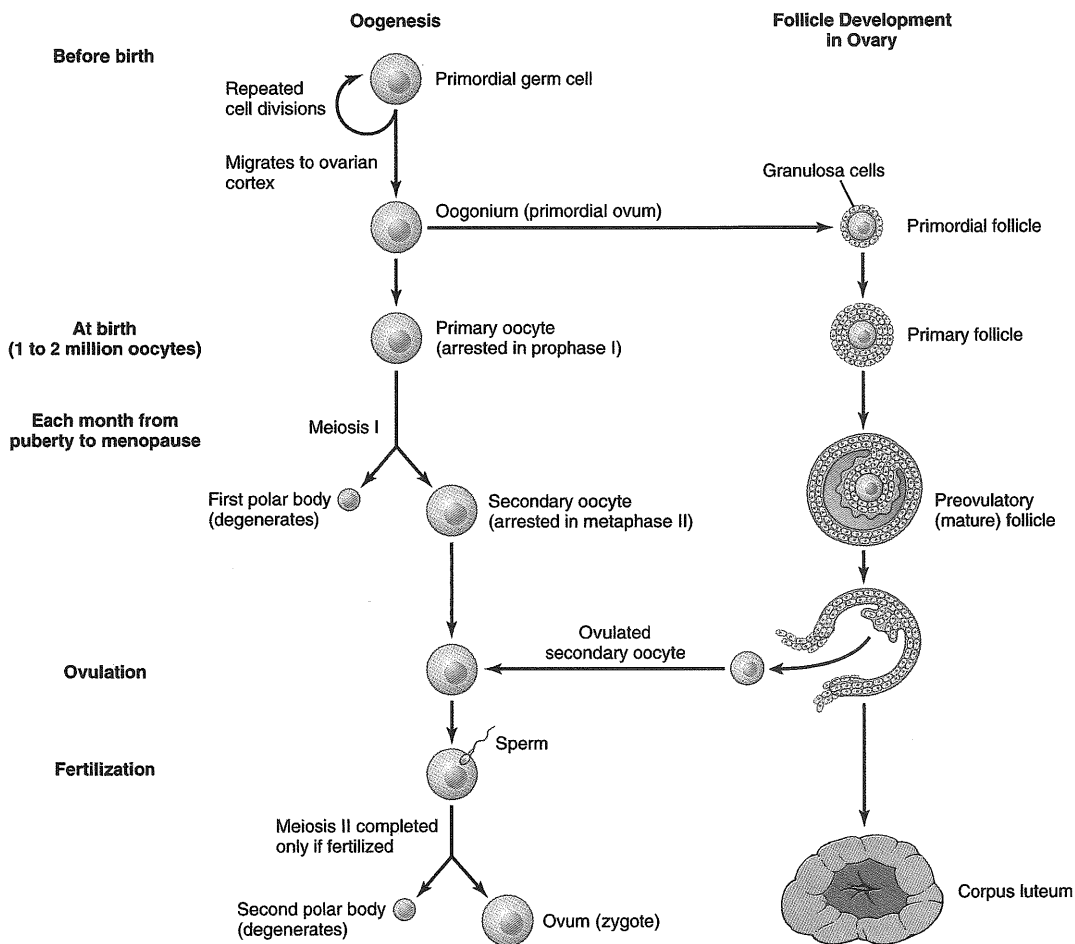 Oogenesis
Follicle Development
in Ovary
Before birth
Primordial germ cell
Repeated
cell divisions
Migrates to ovarian
cortex
Granulosa cells
Oogonium (primordial ovum)
Primordial follicle
At birth
(1 to 2 million oocytes)
Primary oocyte
(arrested in prophase I)
Primary follicle
Each month from
puberty to menopause
Meiosis I
First polar body
(degenerates)
Secondary oocyte
(arrested in metaphase II)
Preovulatory
(mature) follicle
Ovulated
secondary oocyte
Ovulation
Sperm
Fertilization
Meiosis II completed
only if fertilized
Second polar body
(degenerates)
Ovum (zygote)
Corpus luteum